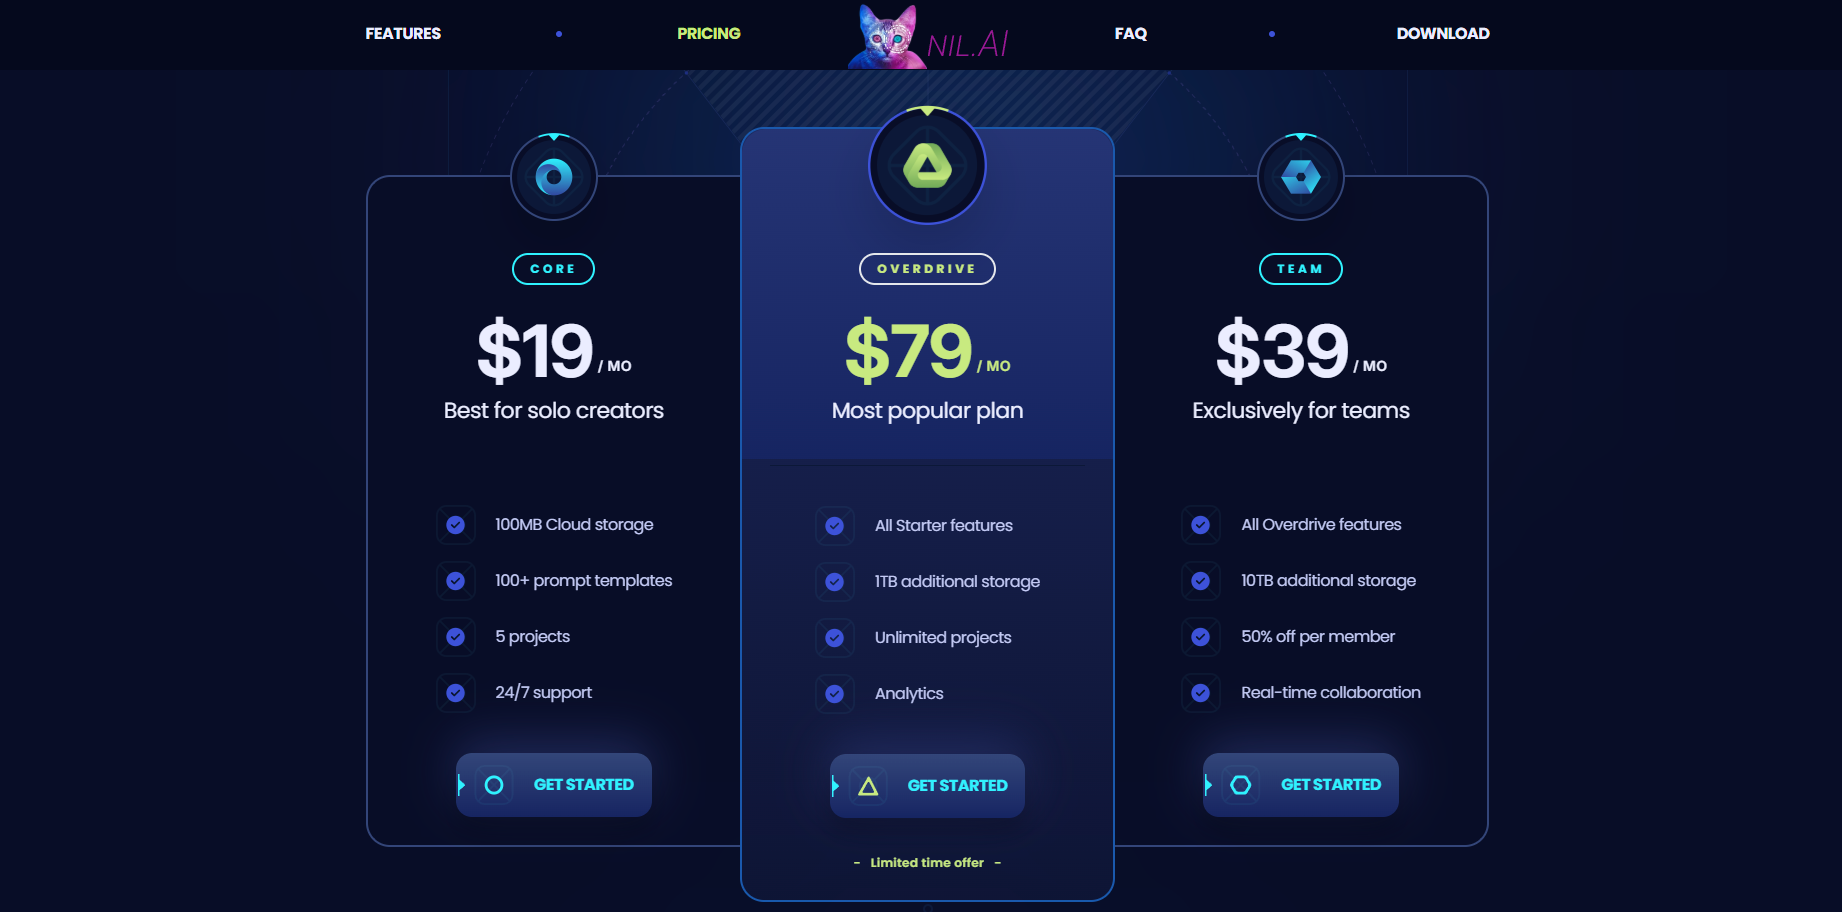 FEATURES
PRICING
NIL.AI
FAQ
DOWNLOAD
CORE
$19 / MO
Best for solo creators
100MB Cloud storage
100+ prompt templates
5 projects
24/7 support
GET STARTED
OVERDRIVE
$79 / MO
Most popular plan
All Starter features
1TB additional storage
Unlimited projects
Analytics
GET STARTED
- Limited time offer -
TEAM
$39 / MO
Exclusively for teams
All Overdrive features
10TB additional storage
50% off per member
Real-time collaboration
GET STARTED